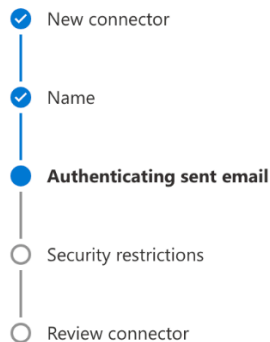 New connector
Name
Authenticating sent email
Security restrictions
Review connector